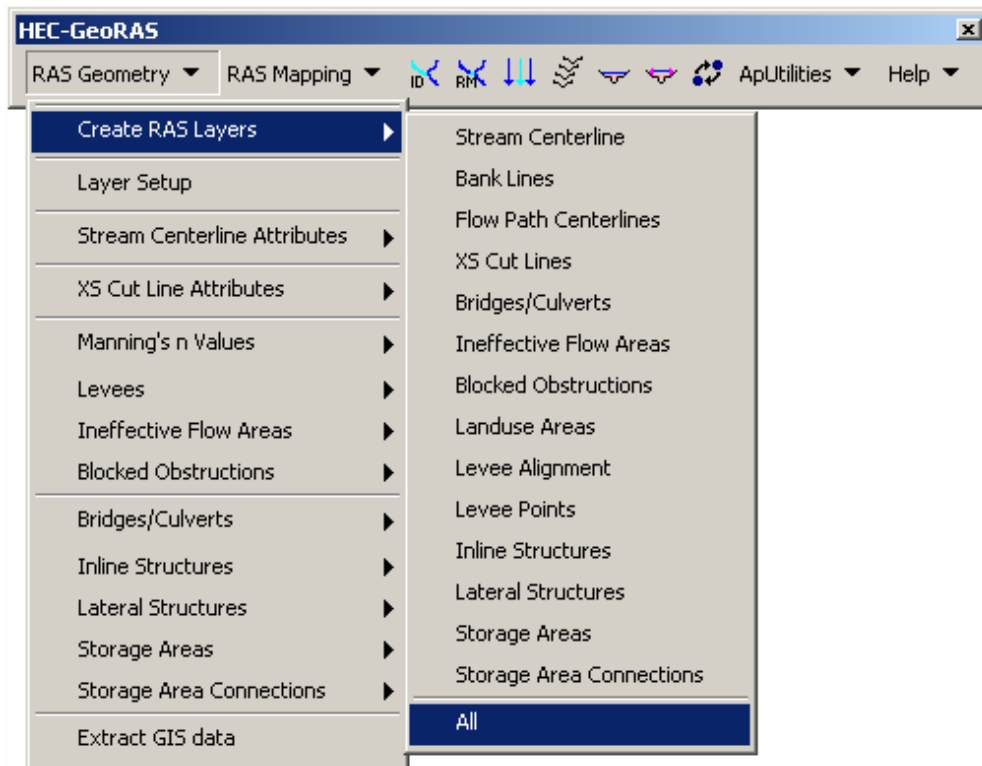 HEC-GeoRAS
RAS Geometry RAS Mapping ID RM ApUtilities Help
Create RAS Layers
Layer Setup
Stream Centerline Attributes
XS Cut Line Attributes
Manning's n Values
Levees
Ineffective Flow Areas
Blocked Obstructions
Bridges/Culverts
Inline Structures
Lateral Structures
Storage Areas
Storage Area Connections
Extract GIS data
Stream Centerline
Bank Lines
Flow Path Centerlines
XS Cut Lines
Bridges/Culverts
Ineffective Flow Areas
Blocked Obstructions
Landuse Areas
Levee Alignment
Levee Points
Inline Structures
Lateral Structures
Storage Areas
Storage Area Connections
All